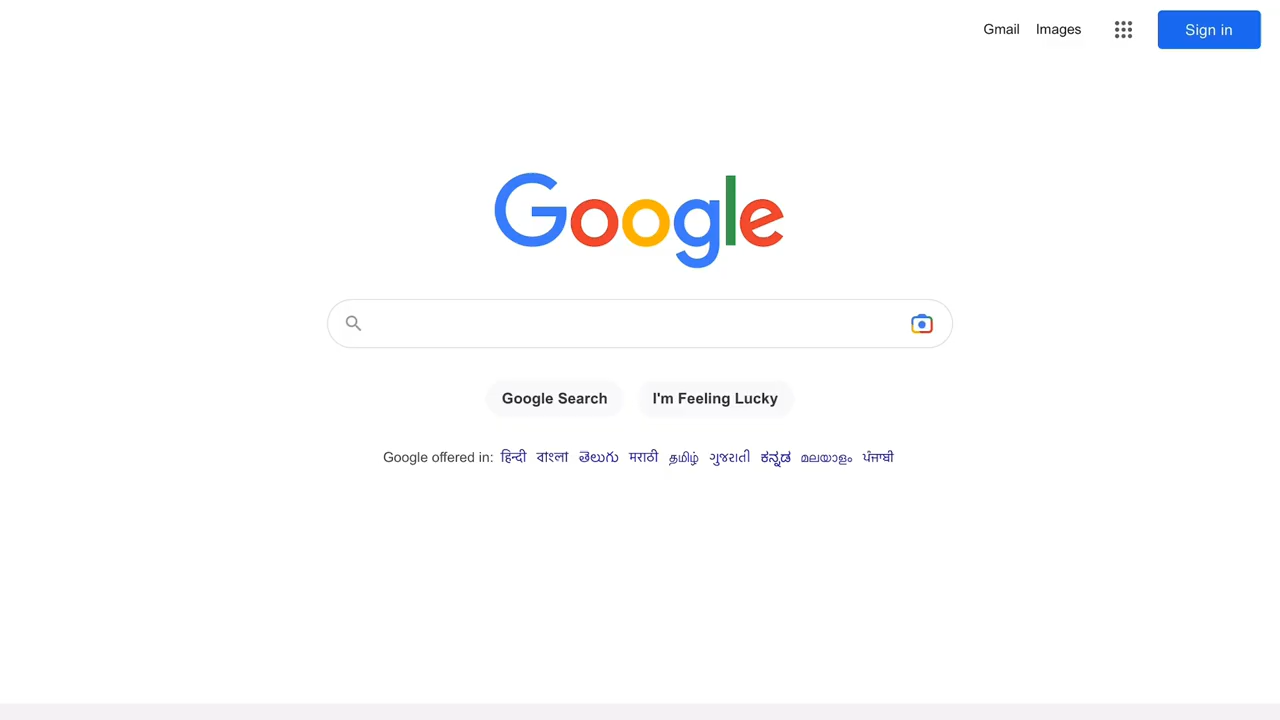 Gmail Images Sign in
Google
Google Search I'm Feeling Lucky
Google offered in: हिन्दी বাংলা తెలుగు मराठी தமிழ் ગુજરાતી ಕನ್ನಡ മലയാളം ਪੰਜਾਬੀ